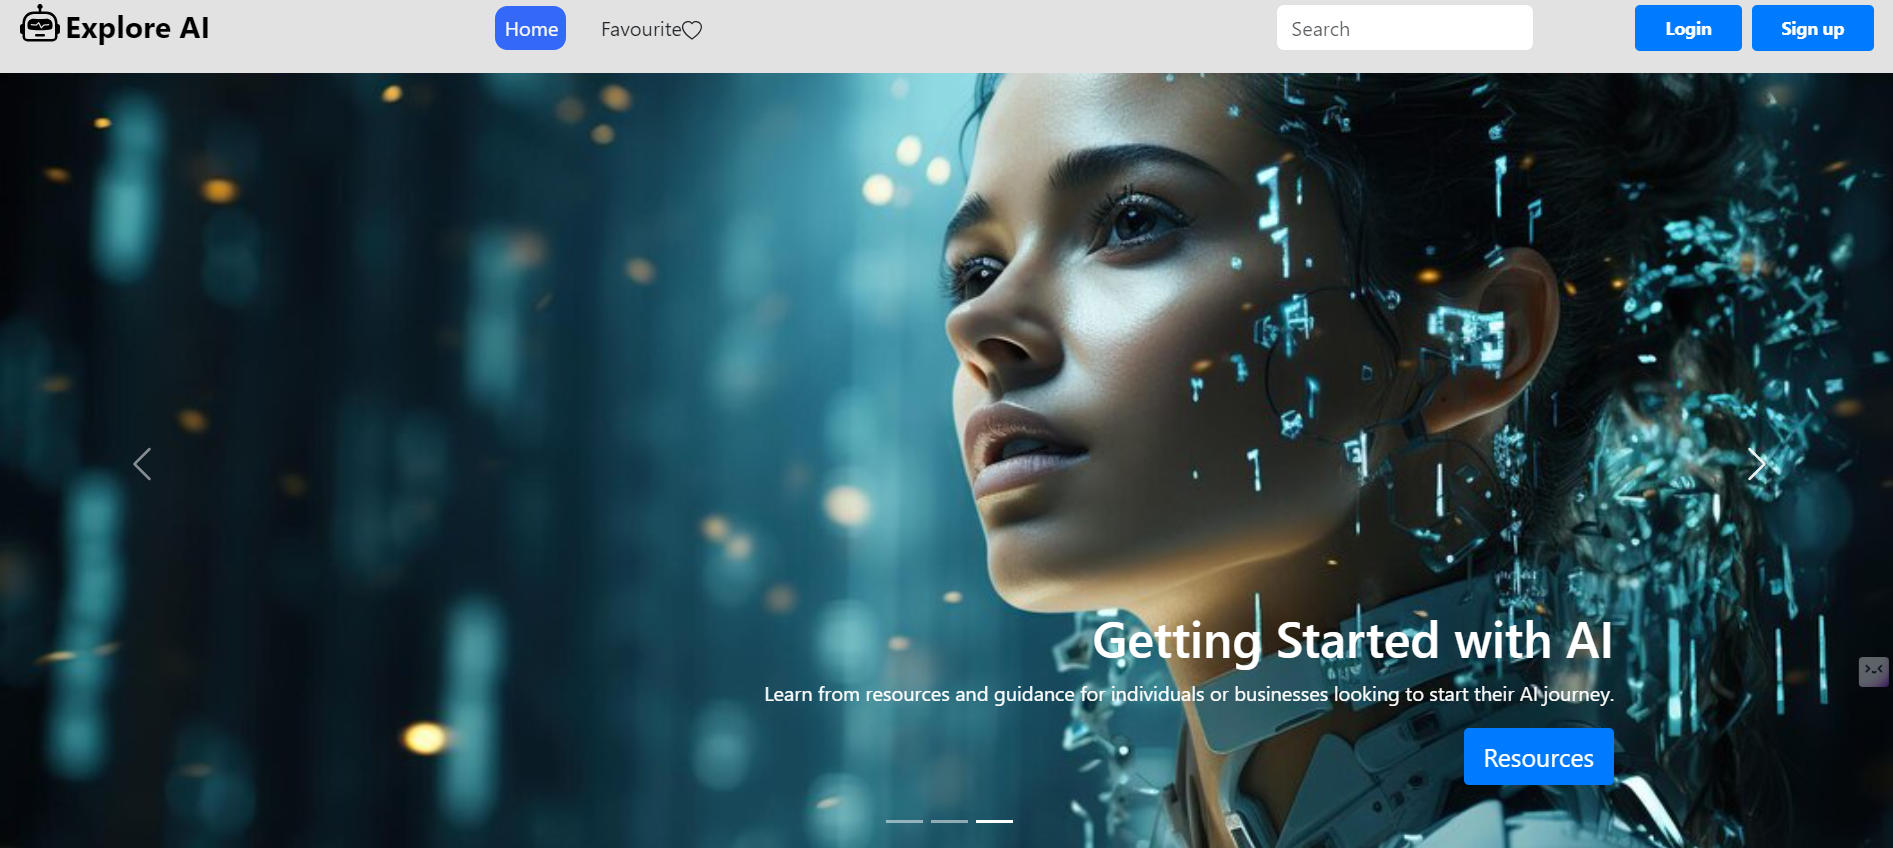 Explore AI
Home
Favourite
Search
Login
Sign up
Getting Started with AI
Learn from resources and guidance for individuals or businesses looking to start their AI journey.
Resources